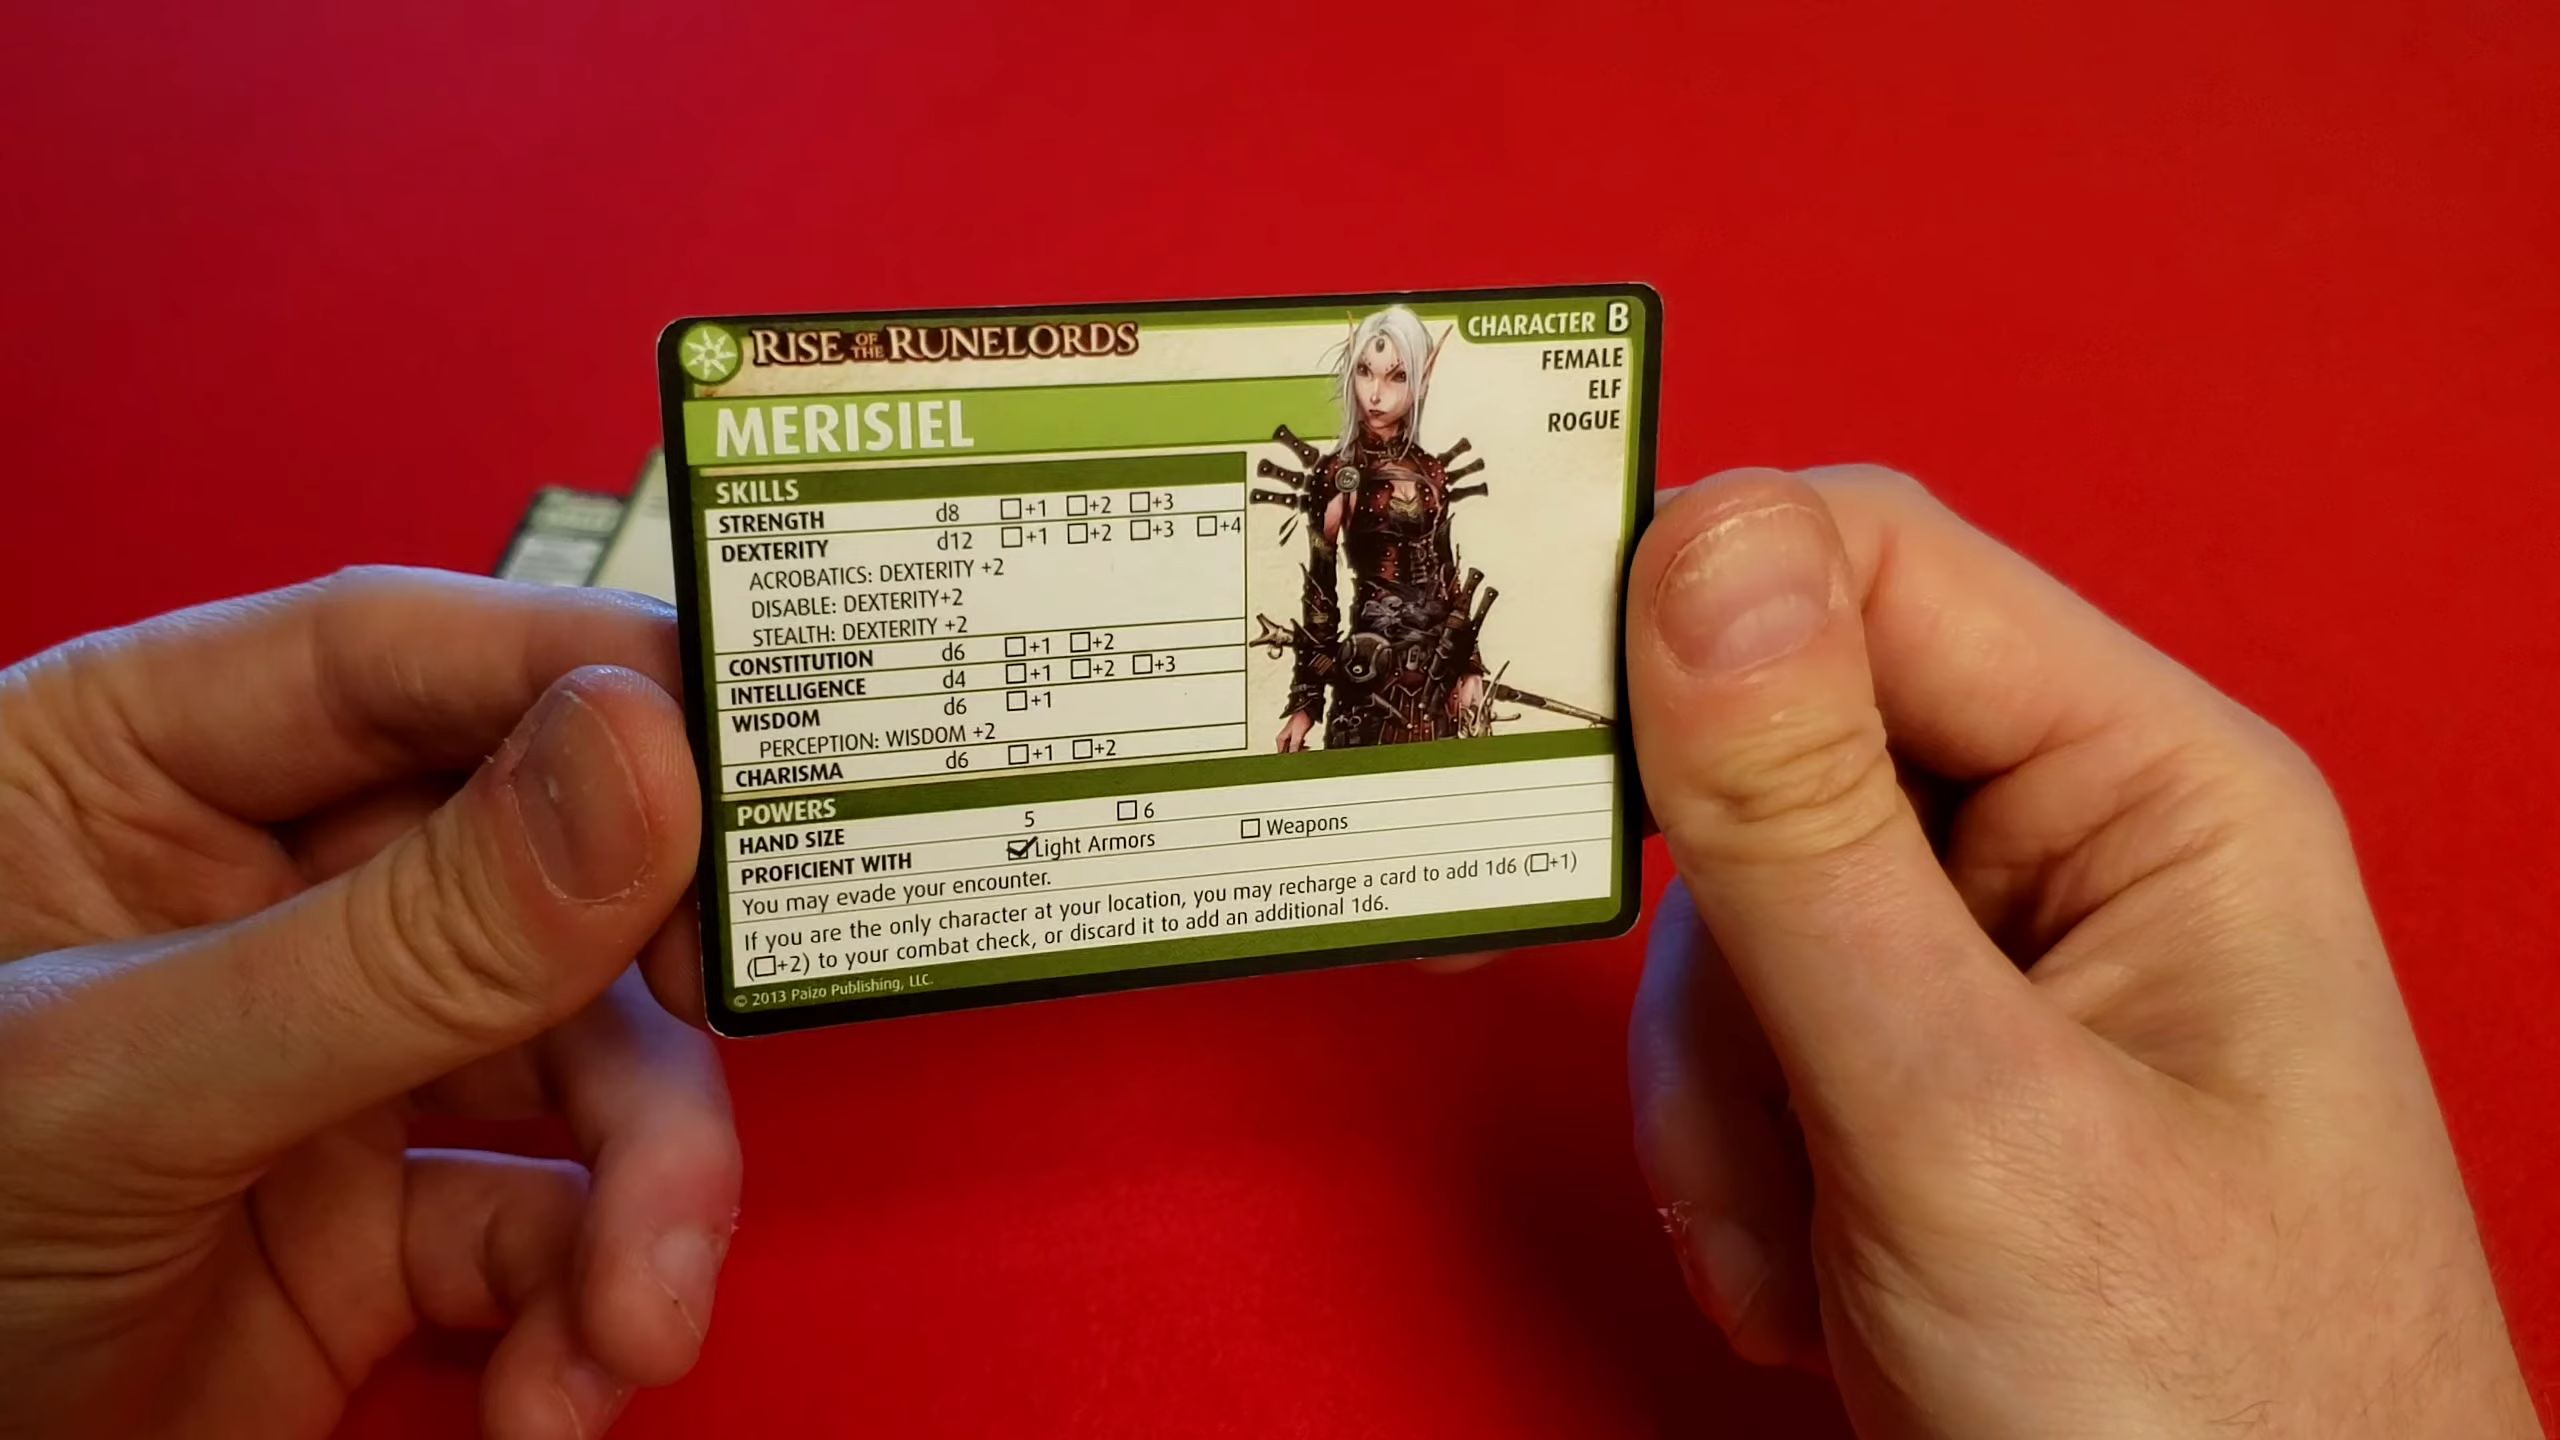 RISE OF THE RUNELORDS
CHARACTER B
FEMALE
ELF
ROGUE
MERISIEL
SKILLS
STRENGTH d8 ☐+1 ☐+2 ☐+3
DEXTERITY d12 ☐+1 ☐+2 ☐+3 ☐+4
ACROBATICS: DEXTERITY +2
DISABLE: DEXTERITY+2
STEALTH: DEXTERITY +2
CONSTITUTION d6 ☐+1 ☐+2
INTELLIGENCE d4 ☐+1 ☐+2 ☐+3
WISDOM d6 ☐+1
PERCEPTION: WISDOM +2
CHARISMA d6 ☐+1 ☐+2
POWERS
HAND SIZE 5 ☐ 6
PROFICIENT WITH ☑Light Armors ☐ Weapons
You may evade your encounter.
If you are the only character at your location, you may recharge a card to add 1d6 (☐+1)
(☐+2) to your combat check, or discard it to add an additional 1d6.
© 2013 Paizo Publishing, LLC.